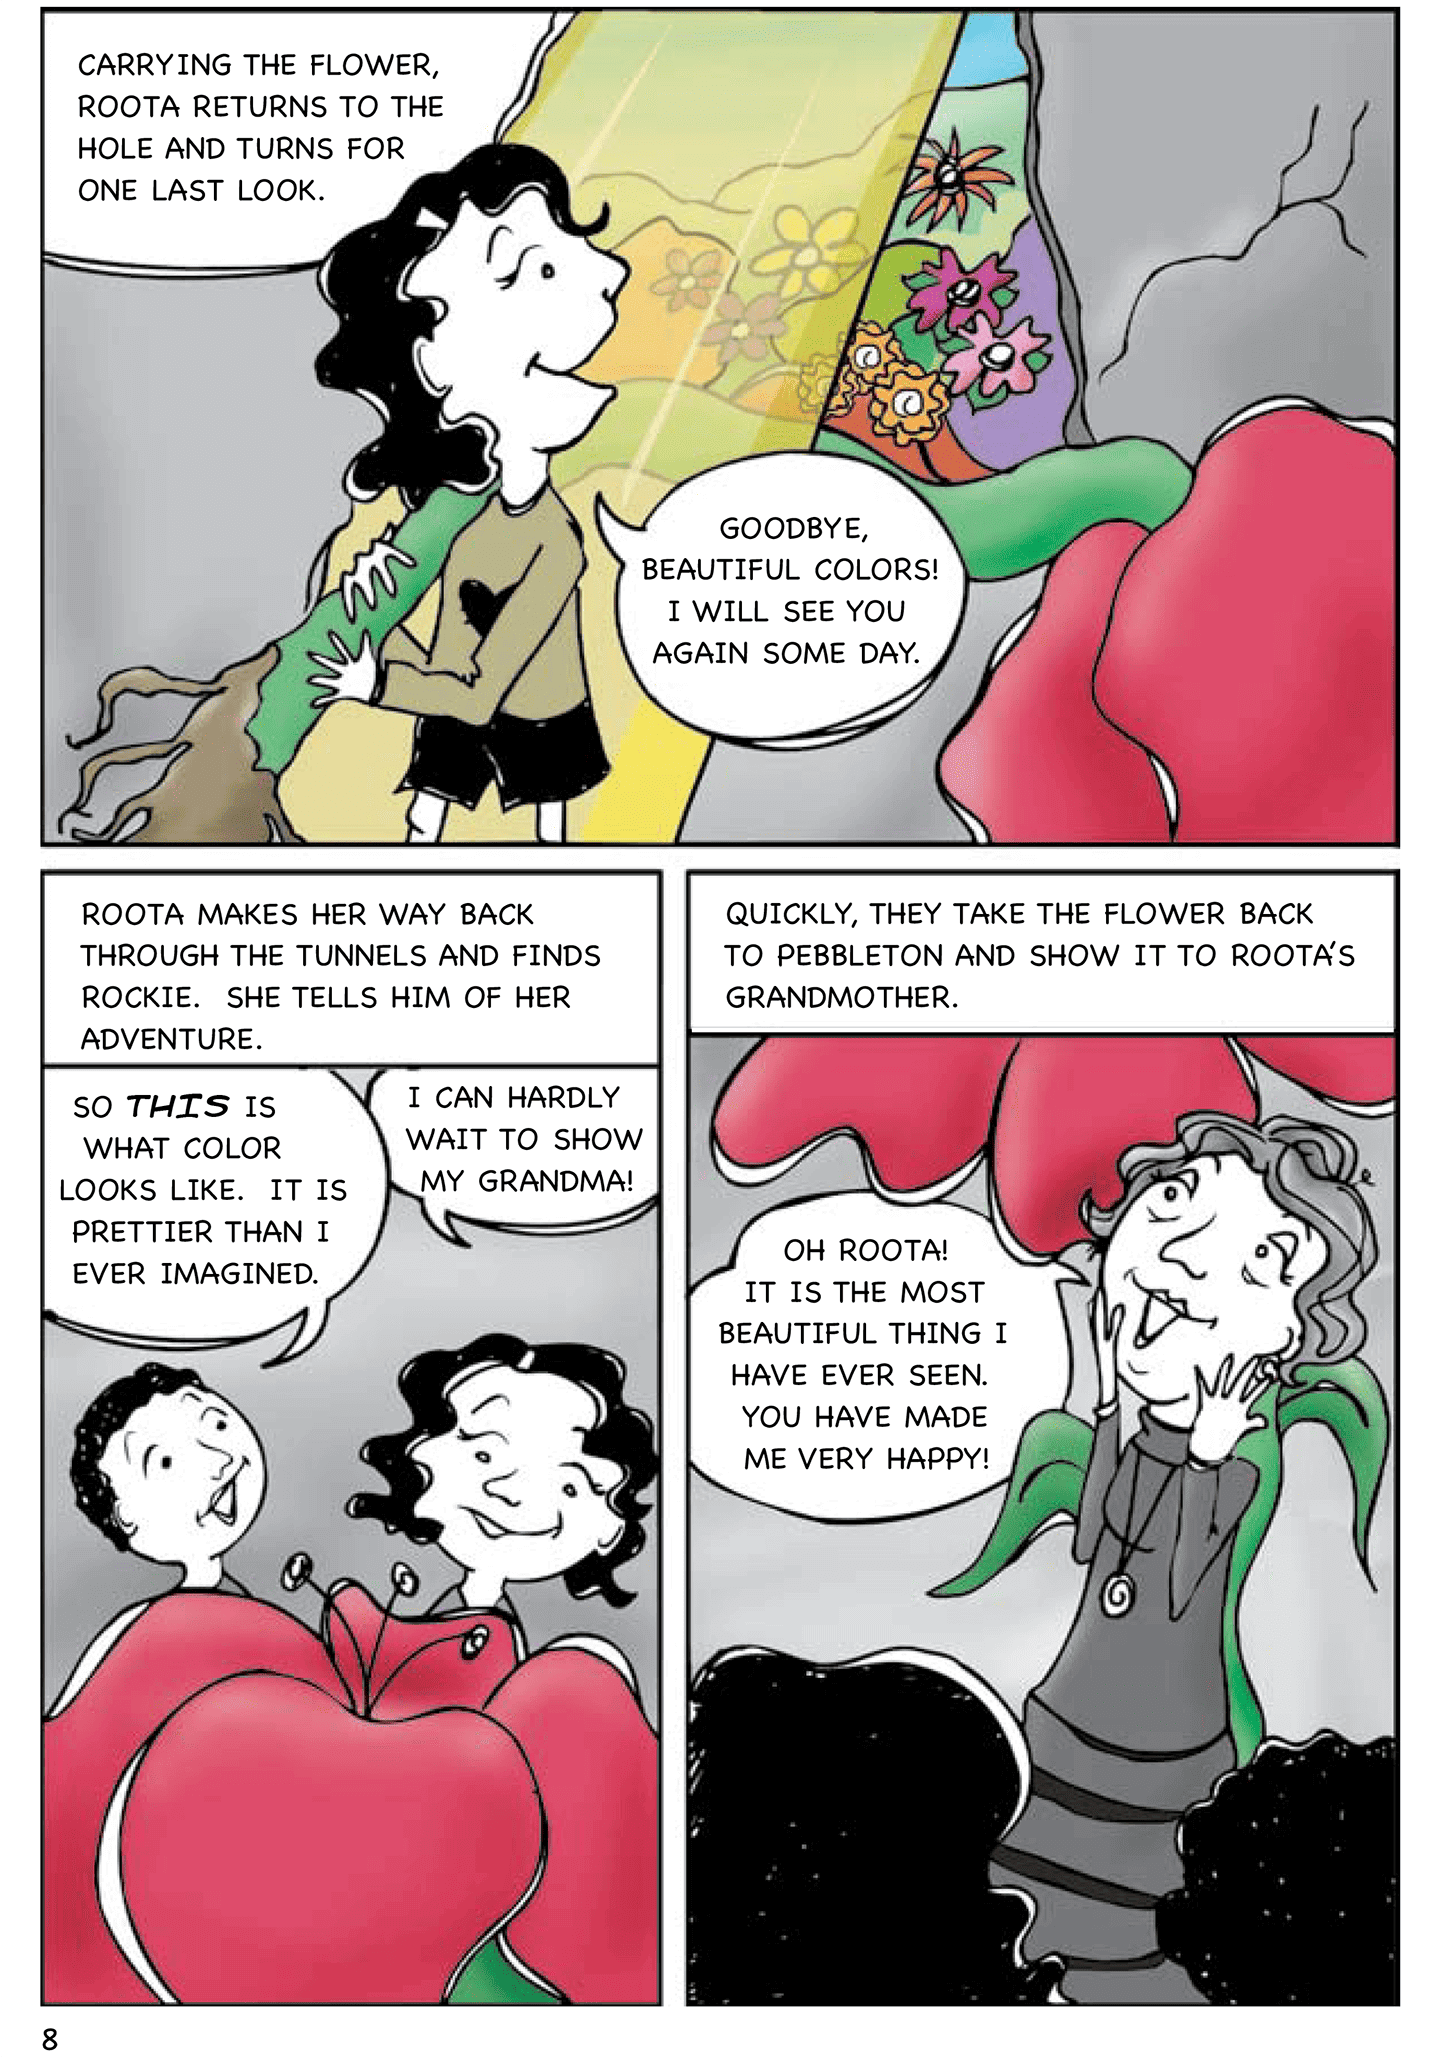 CARRYING THE FLOWER,
ROOTA RETURNS TO THE
HOLE AND TURNS FOR
ONE LAST LOOK.
GOODBYE,
BEAUTIFUL COLORS!
I WILL SEE YOU
AGAIN SOME DAY.
ROOTA MAKES HER WAY BACK
THROUGH THE TUNNELS AND FINDS
ROCKIE. SHE TELLS HIM OF HER
ADVENTURE.
SO THIS IS
WHAT COLOR
LOOKS LIKE. IT IS
PRETTIER THAN I
EVER IMAGINED.
I CAN HARDLY
WAIT TO SHOW
MY GRANDMA!
QUICKLY, THEY TAKE THE FLOWER BACK
TO PEBBLETON AND SHOW IT TO ROOTA'S
GRANDMOTHER.
OH ROOTA!
IT IS THE MOST
BEAUTIFUL THING I
HAVE EVER SEEN.
YOU HAVE MADE
ME VERY HAPPY!
8